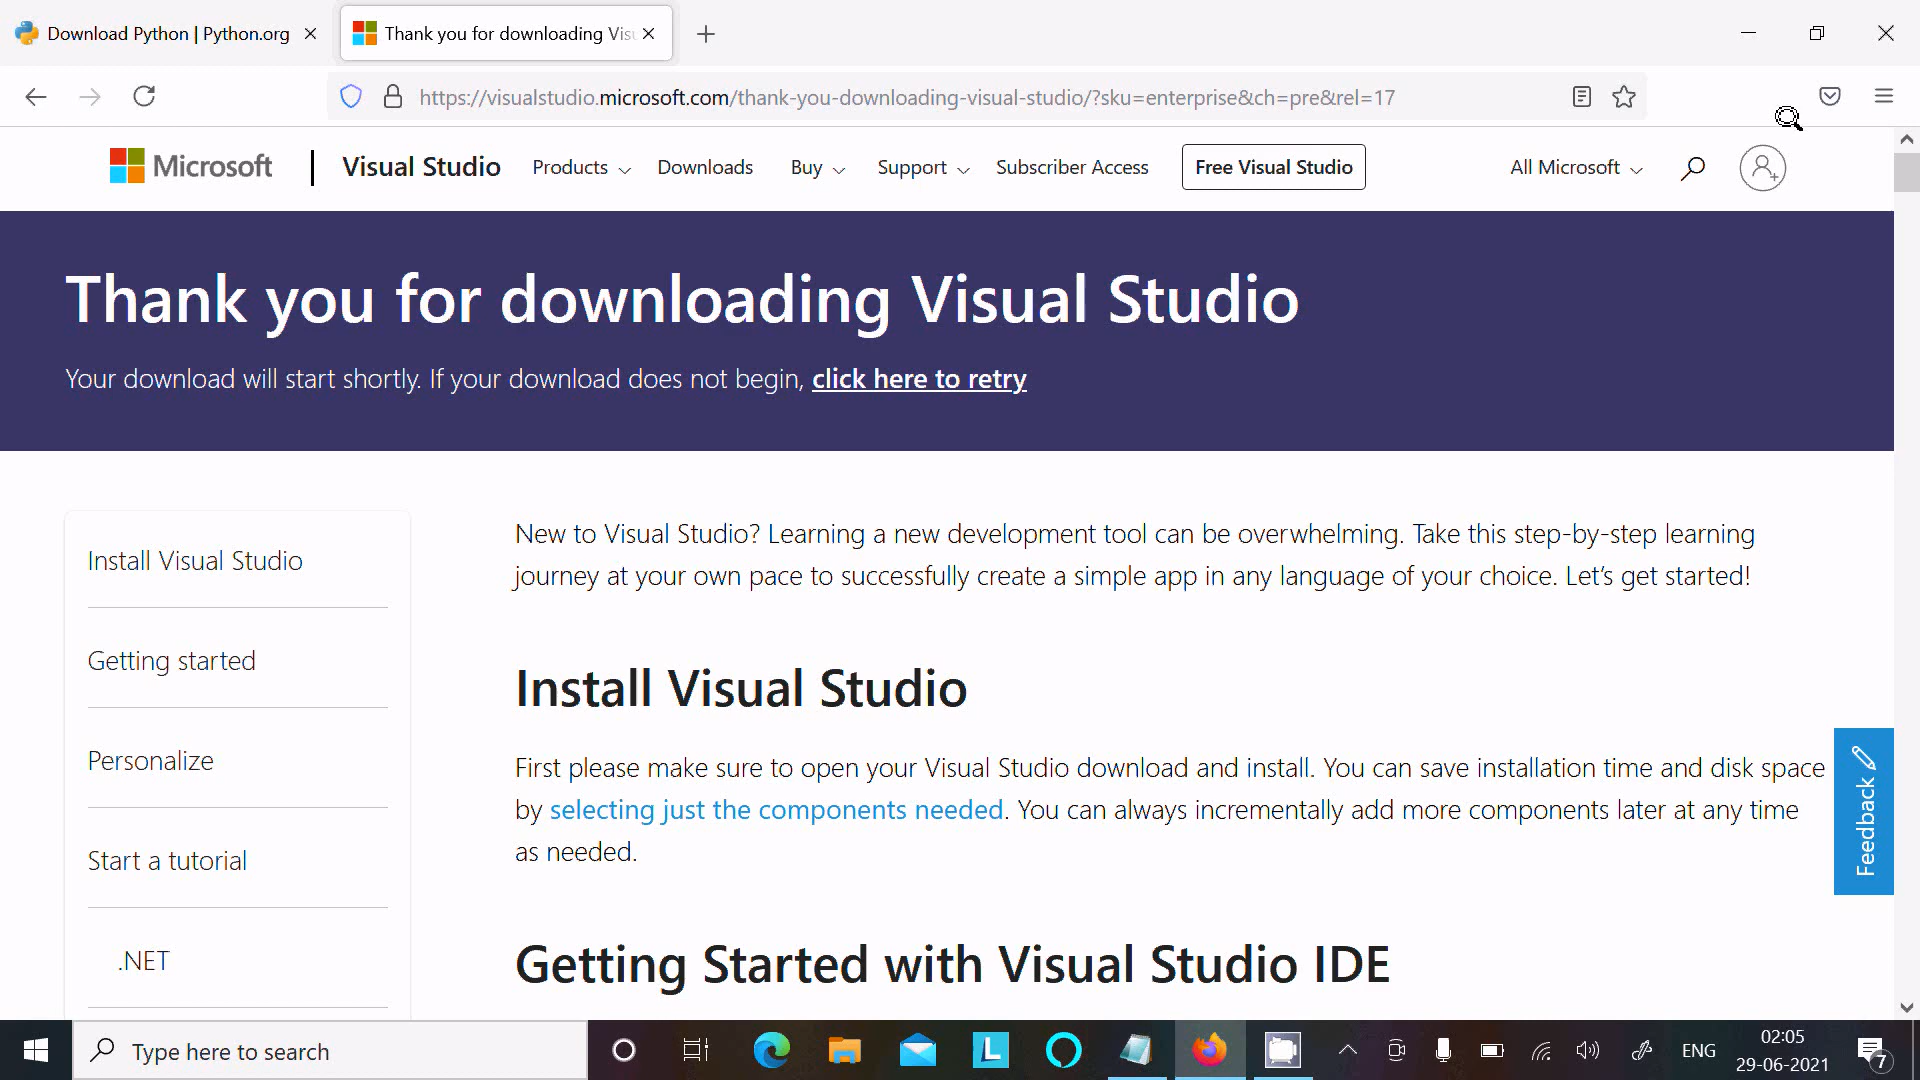 Download Python | Python.org
Thank you for downloading Visu
https://visualstudio.microsoft.com/thank-you-downloading-visual-studio/?sku=enterprise&ch=pre&rel=17
Microsoft
Visual Studio
Products
Downloads
Buy
Support
Subscriber Access
Free Visual Studio
All Microsoft
Thank you for downloading Visual Studio
Your download will start shortly. If your download does not begin, click here to retry
Install Visual Studio
Getting started
Personalize
Start a tutorial
.NET
New to Visual Studio? Learning a new development tool can be overwhelming. Take this step-by-step learning
journey at your own pace to successfully create a simple app in any language of your choice. Let’s get started!
Install Visual Studio
First please make sure to open your Visual Studio download and install. You can save installation time and disk space
by selecting just the components needed. You can always incrementally add more components later at any time
as needed.
Getting Started with Visual Studio IDE
Feedback
Type here to search
L
ENG
02:05
29-06-2021
7